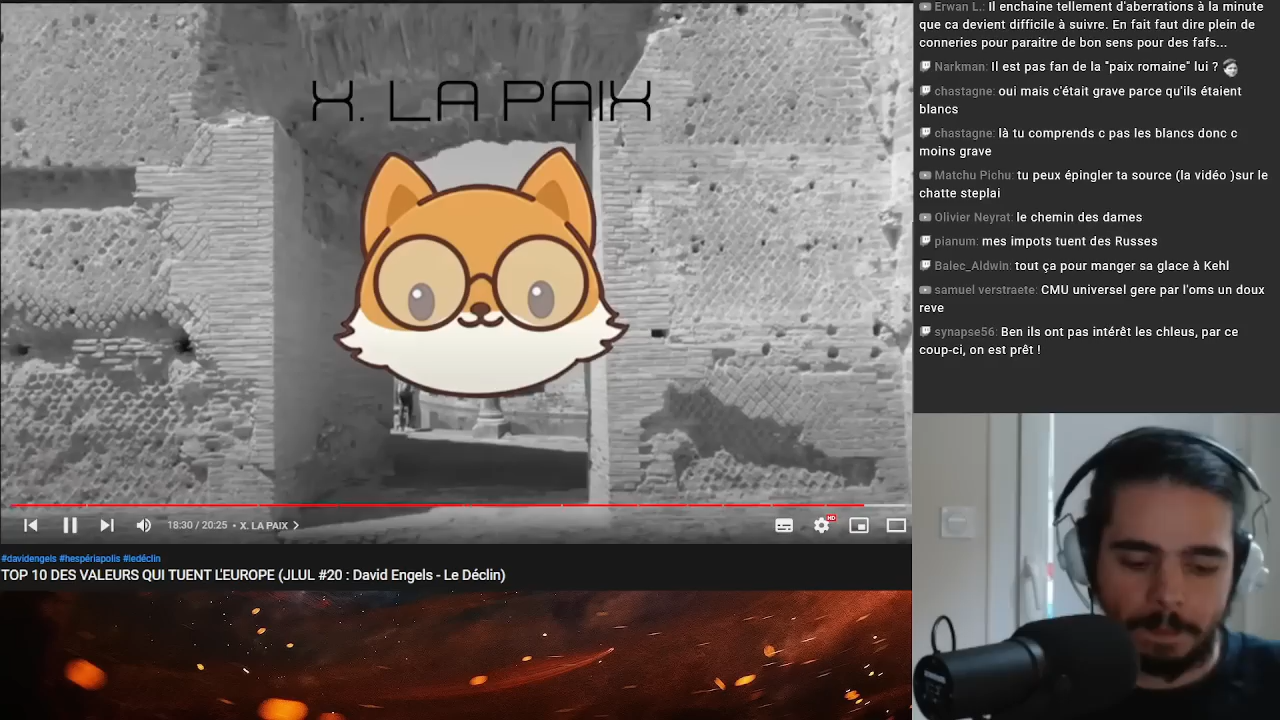 X. LA PAIX
18:30 / 20:25 • X. LA PAIX
HD
#davidengels #hespériapolis #ledéclin
TOP 10 DES VALEURS QUI TUENT L'EUROPE (JLUL #20 : David Engels - Le Déclin)
Erwan L.: Il enchaine tellement d'aberrations à la minute
que ca devient difficile à suivre. En fait faut dire plein de
conneries pour paraitre de bon sens pour des fafs...
Narkman: Il est pas fan de la "paix romaine" lui ?
chastagne: oui mais c'était grave parce qu'ils étaient
blancs
chastagne: là tu comprends c pas les blancs donc c
moins grave
Matchu Pichu: tu peux épingler ta source (la vidéo )sur le
chatte steplai
Olivier Neyrat: le chemin des dames
pianum: mes impots tuent des Russes
Balec_Aldwin: tout ça pour manger sa glace à Kehl
samuel verstraete: CMU universel gere par l'oms un doux
reve
synapse56: Ben ils ont pas intérêt les chleus, par ce
coup-ci, on est prêt !